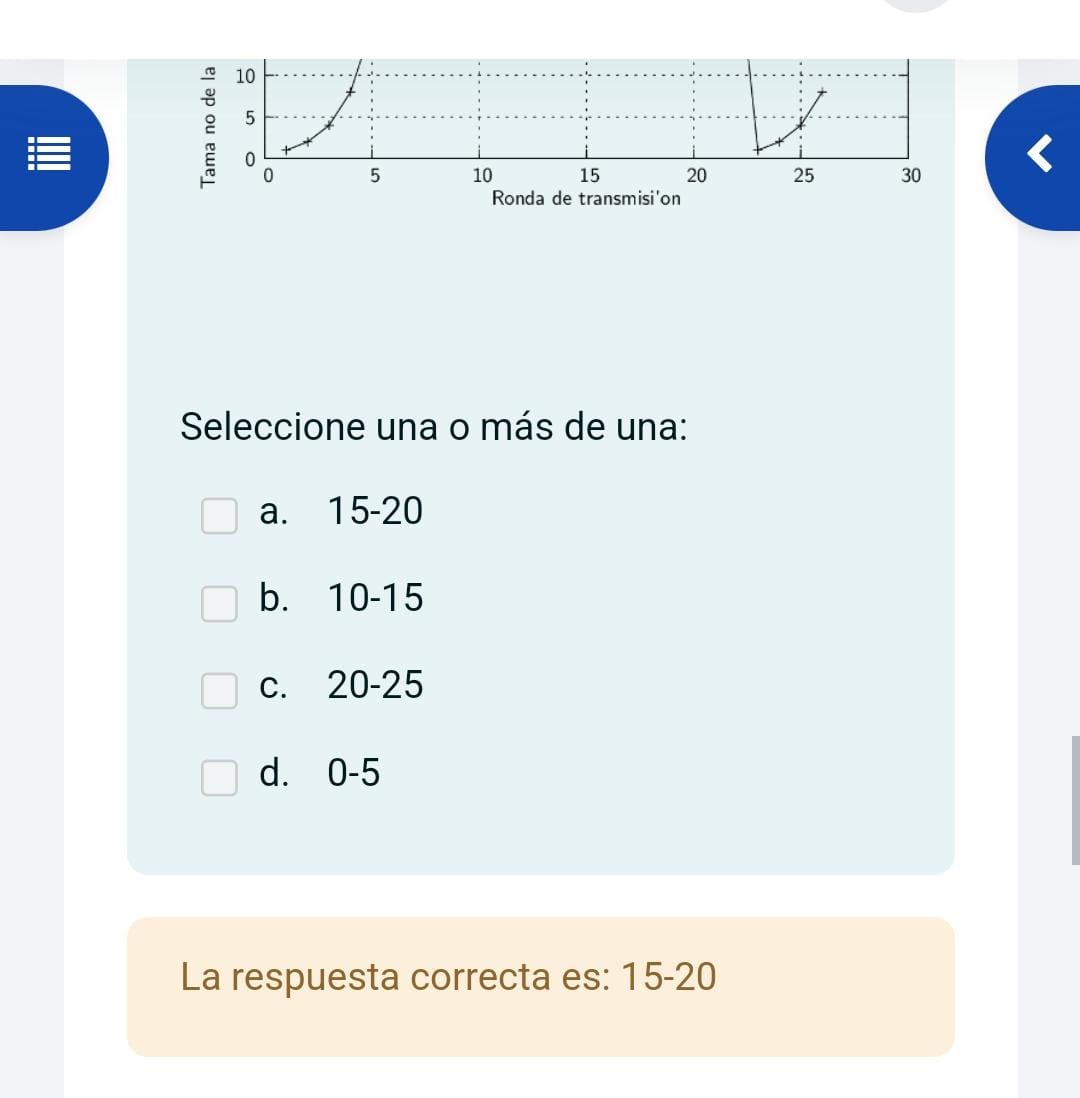 Tama no de la
10
5
0
0 5 10 15 20 25 30
Ronda de transmisi'on
Seleccione una o más de una:
a. 15-20
b. 10-15
c. 20-25
d. 0-5
La respuesta correcta es: 15-20